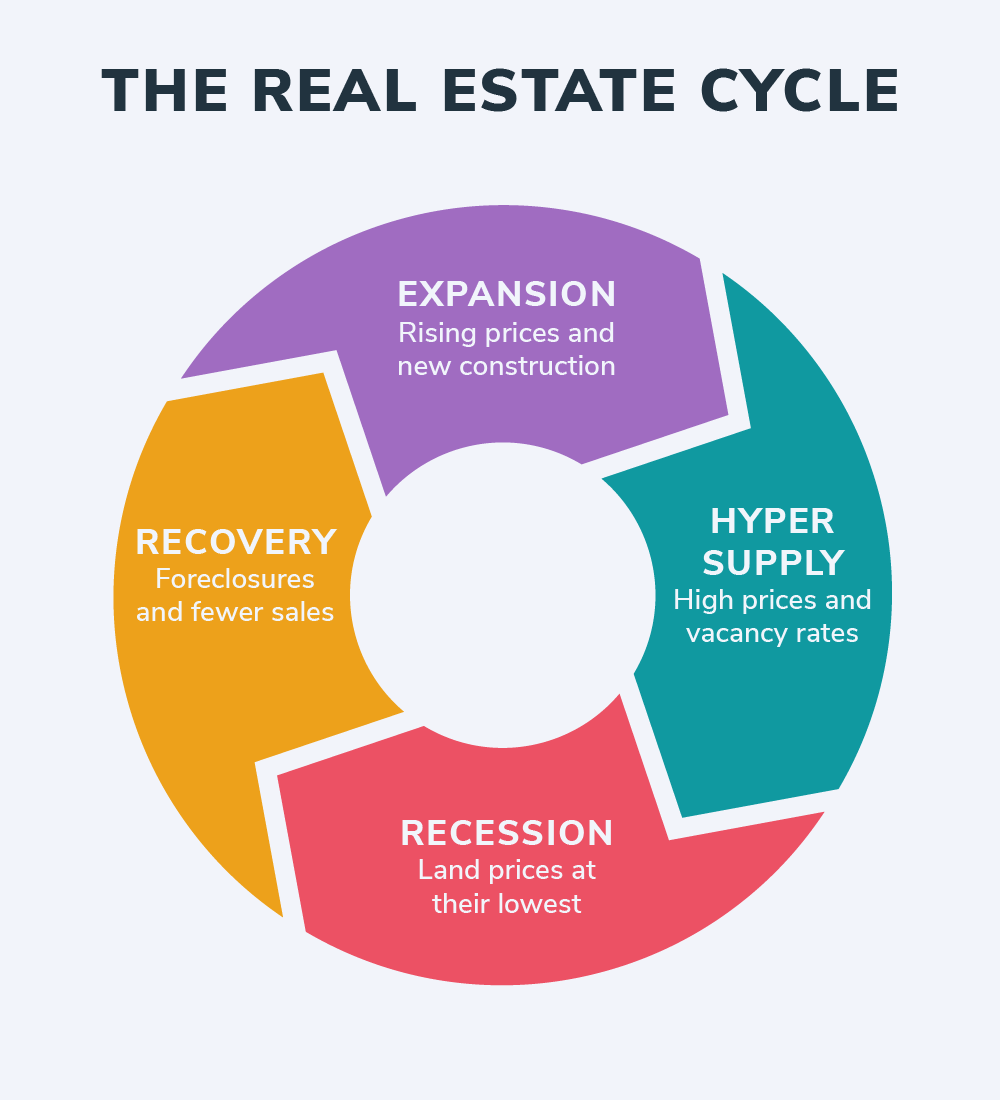 THE REAL ESTATE CYCLE
EXPANSION
Rising prices and
new construction
HYPER
SUPPLY
High prices and
vacancy rates
RECESSION
Land prices at
their lowest
RECOVERY
Foreclosures
and fewer sales